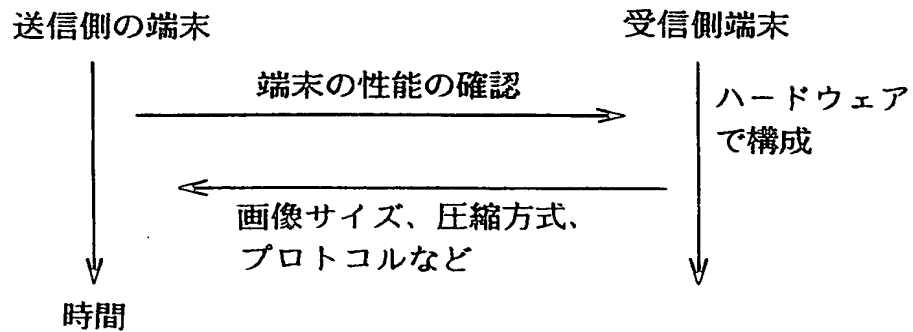 送信側の端末
受信側端末
端末の性能の確認
ハードウェア
で構成
画像サイズ、圧縮方式、
プロトコルなど
時間